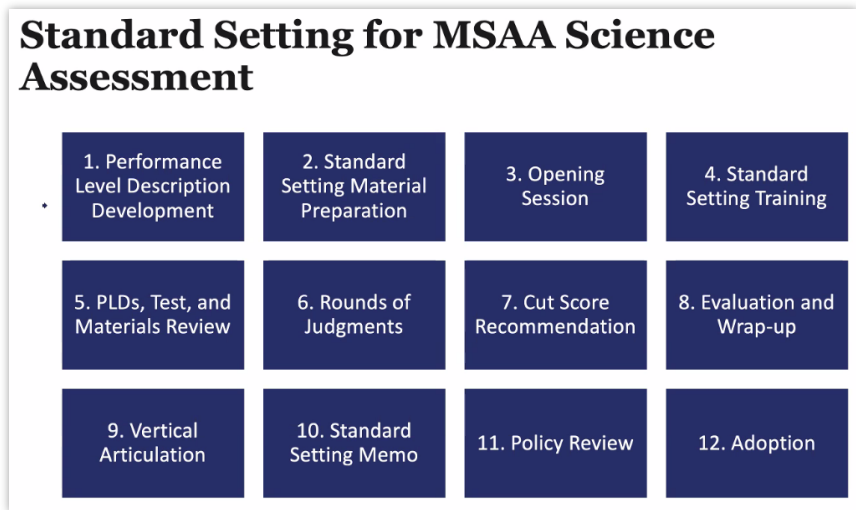 Standard Setting for MSAA Science
Assessment
1. Performance
Level Description
Development
2. Standard
Setting Material
Preparation
3. Opening
Session
4. Standard
Setting Training
5. PLDs, Test, and
Materials Review
6. Rounds of
Judgments
7. Cut Score
Recommendation
8. Evaluation and
Wrap-up
9. Vertical
Articulation
10. Standard
Setting Memo
11. Policy Review
12. Adoption